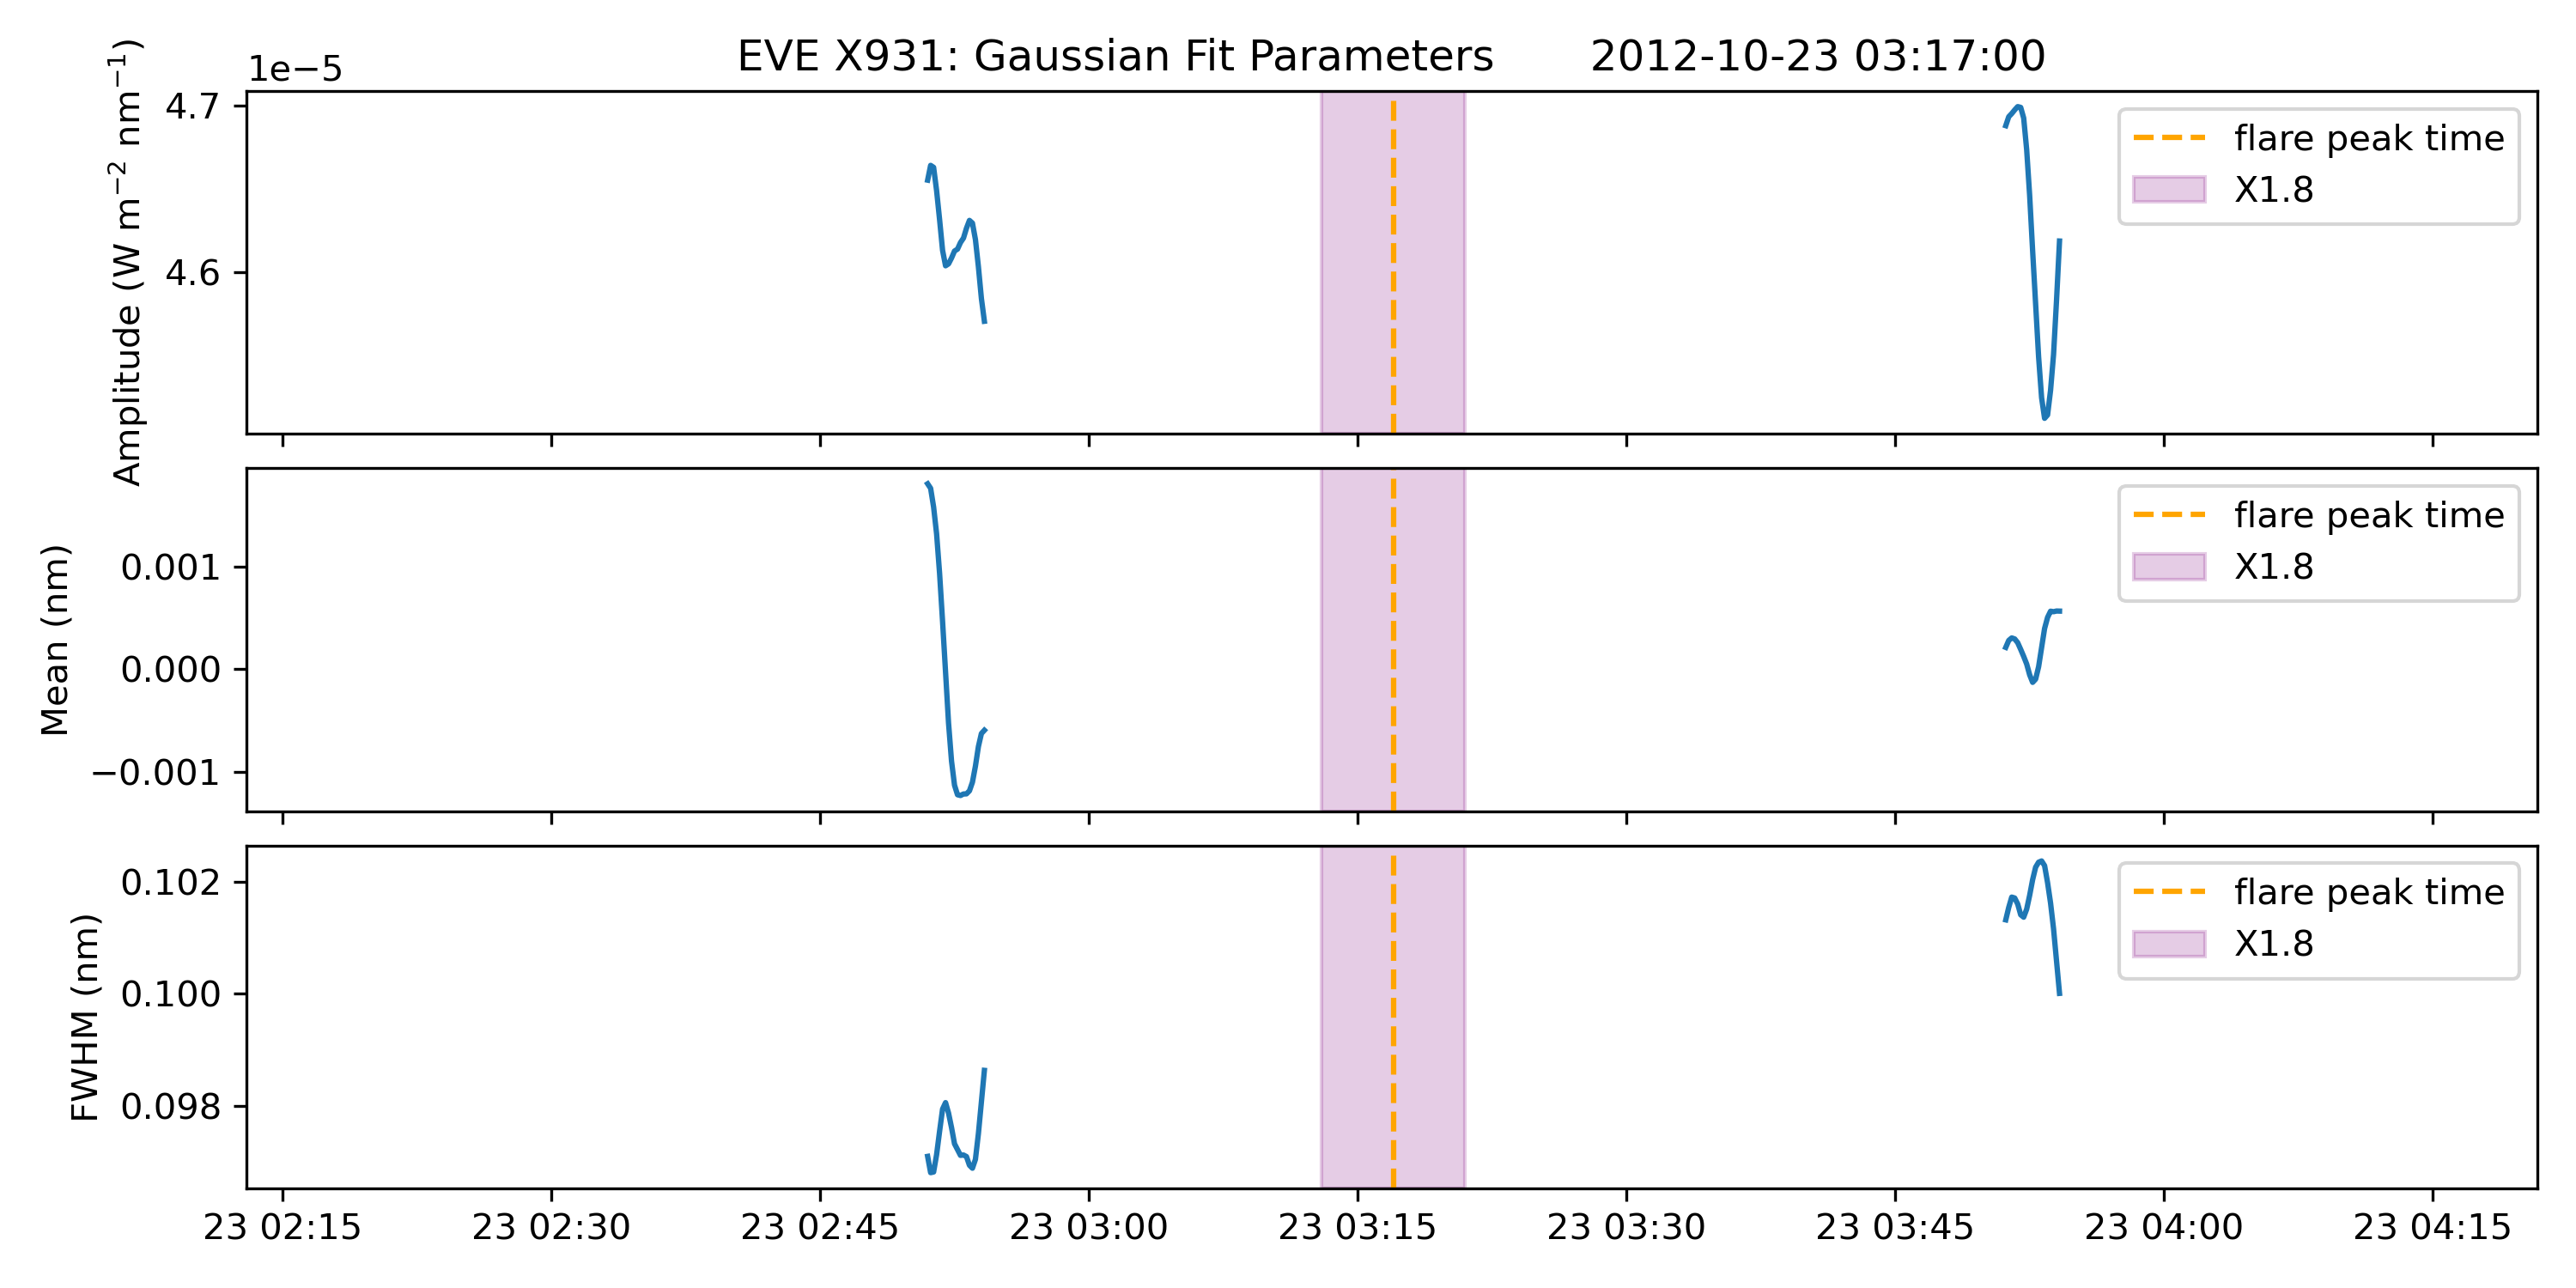 EVE X931: Gaussian Fit Parameters 2012-10-23 03:17:00
1e−5
Amplitude (W m⁻² nm⁻¹)
4.7
4.6
flare peak time
X1.8
Mean (nm)
0.001
0.000
−0.001
flare peak time
X1.8
FWHM (nm)
0.102
0.100
0.098
flare peak time
X1.8
23 02:15 23 02:30 23 02:45 23 03:00 23 03:15 23 03:30 23 03:45 23 04:00 23 04:15